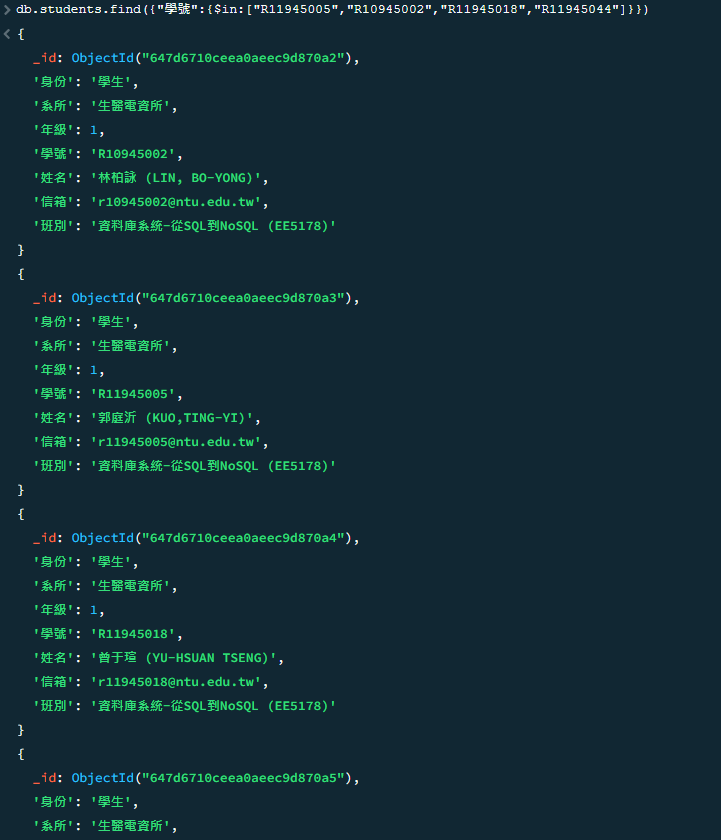 db.students.find({"學號":{$in:["R11945005","R10945002","R11945018","R11945044"]}})
{
_id: ObjectId("647d6710ceea0aeec9d870a2"),
'身份': '學生',
'系所': '生醫電資所',
'年級': 1,
'學號': 'R10945002',
'姓名': '林柏詠 (LIN, BO-YONG)',
'信箱': 'r10945002@ntu.edu.tw',
'班別': '資料庫系統-從SQL到NoSQL (EE5178)'
}
{
_id: ObjectId("647d6710ceea0aeec9d870a3"),
'身份': '學生',
'系所': '生醫電資所',
'年級': 1,
'學號': 'R11945005',
'姓名': '郭庭沂 (KUO,TING-YI)',
'信箱': 'r11945005@ntu.edu.tw',
'班別': '資料庫系統-從SQL到NoSQL (EE5178)'
}
{
_id: ObjectId("647d6710ceea0aeec9d870a4"),
'身份': '學生',
'系所': '生醫電資所',
'年級': 1,
'學號': 'R11945018',
'姓名': '曾于瑄 (YU-HSUAN TSENG)',
'信箱': 'r11945018@ntu.edu.tw',
'班別': '資料庫系統-從SQL到NoSQL (EE5178)'
}
{
_id: ObjectId("647d6710ceea0aeec9d870a5"),
'身份': '學生',
'系所': '生醫電資所',